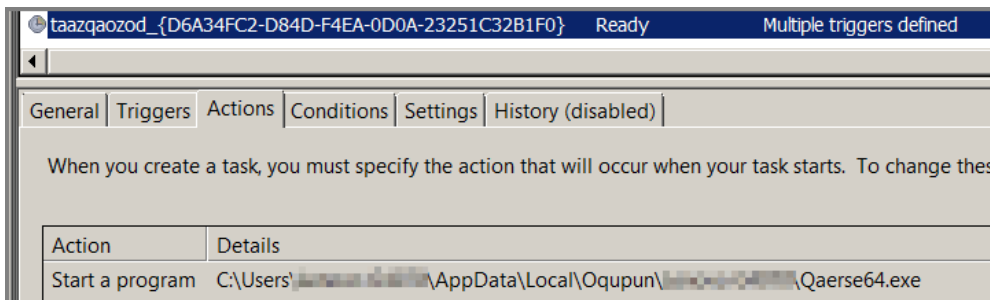 taazqaozod_{D6A34FC2-D84D-F4EA-0D0A-23251C32B1F0} Ready Multiple triggers defined
General Triggers Actions Conditions Settings History (disabled)
When you create a task, you must specify the action that will occur when your task starts. To change thes
Action Details
Start a program C:\Users\ \AppData\Local\Oqupun\ \Qaerse64.exe